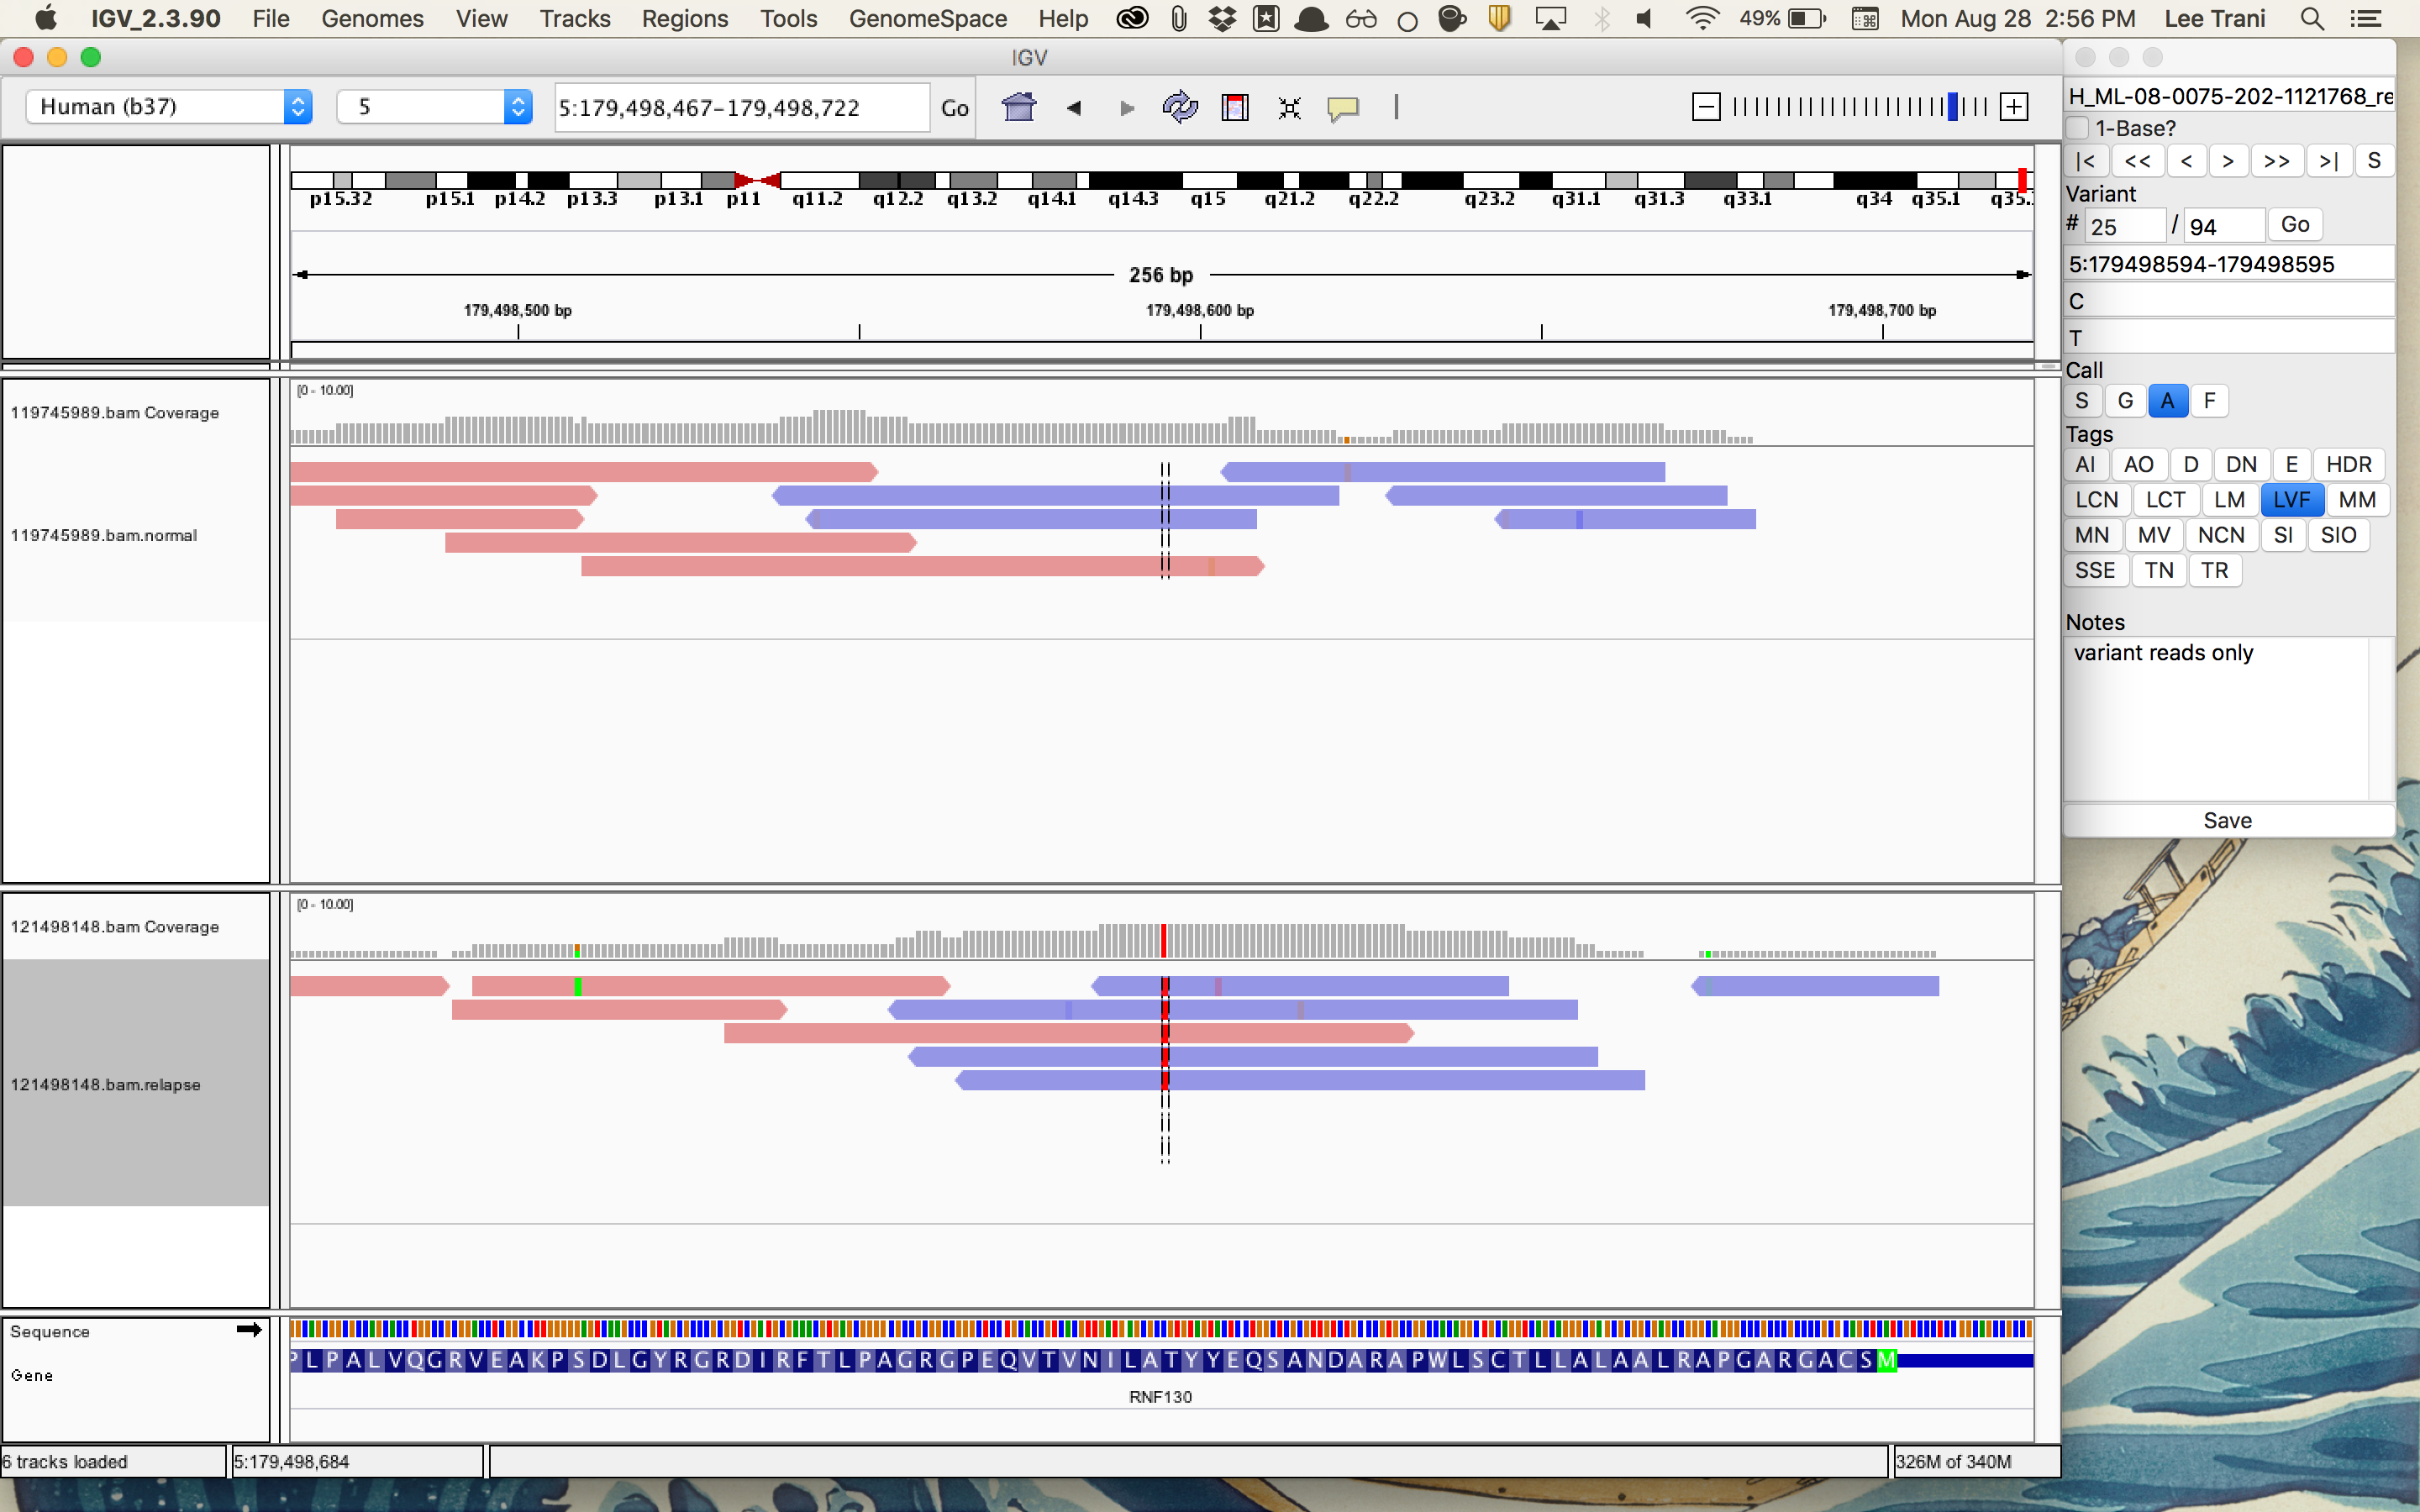 IGV_2.3.90 File Genomes View Tracks Regions Tools GenomeSpace Help 49% Mon Aug 28 2:56 PM Lee Trani
IGV
Human (b37) 5 5:179,498,467-179,498,722 Go
p15.32 p15.1 p14.2 p13.3 p13.1 p11 q11.2 q12.2 q13.2 q14.1 q14.3 q15 q21.2 q22.2 q23.2 q31.1 q31.3 q33.1 q34 q35.1 q35.
256 bp
179,498,500 bp 179,498,600 bp 179,498,700 bp
[0 - 10.00]
119745989.bam Coverage
119745989.bam.normal
[0 - 10.00]
121498148.bam Coverage
121498148.bam.relapse
Sequence
P L P A L V Q G R V E A K P S D L G Y R G R D I R F T L P A G R G P E Q V T V N I L A T Y Y E Q S A N D A R A P W L S C T L L A L A A L R A P G A R G A C S M
Gene
RNF130
6 tracks loaded 5:179,498,684 326M of 340M
H_ML-08-0075-202-1121768_re
1-Base?
|< << < > >> >| S
Variant
# 25 / 94 Go
5:179498594-179498595
C
T
Call
S G A F
Tags
AI AO D DN E HDR
LCN LCT LM LVF MM
MN MV NCN SI SIO
SSE TN TR
Notes
variant reads only
Save